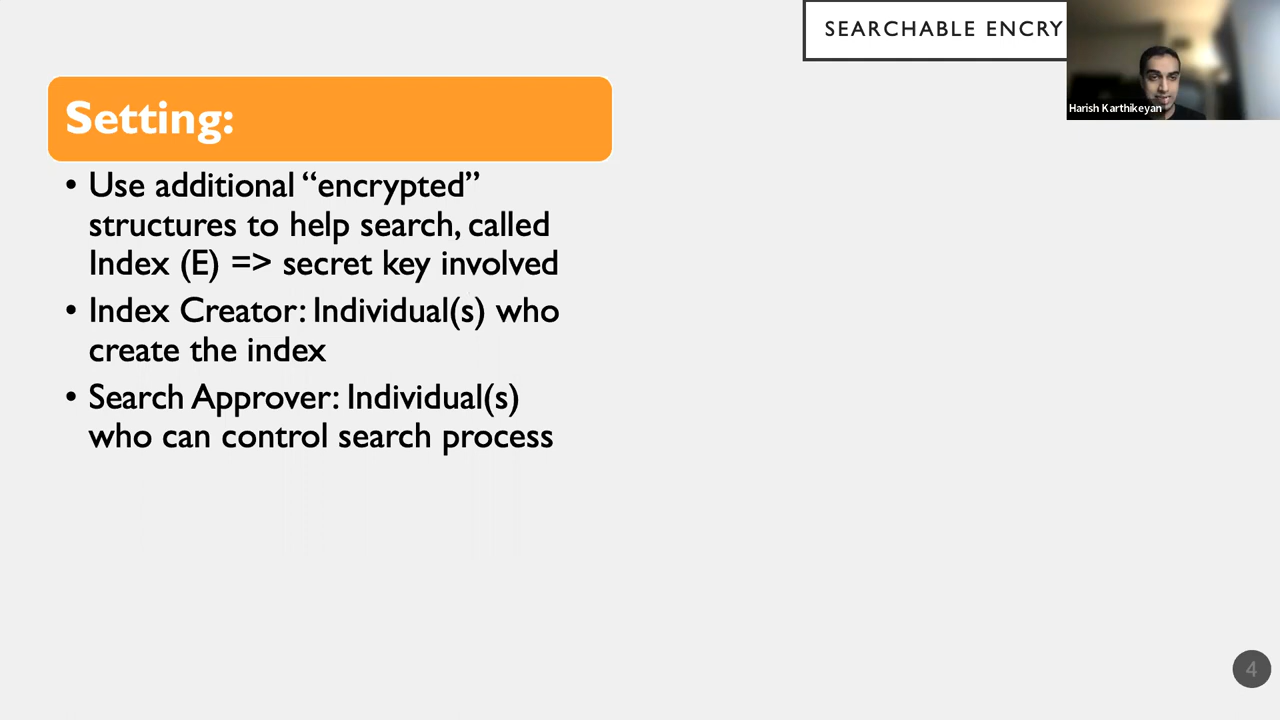 SEARCHABLE ENCRY
Harish Karthikeyan
Setting:
• Use additional “encrypted”
structures to help search, called
Index (E) => secret key involved
• Index Creator: Individual(s) who
create the index
• Search Approver: Individual(s)
who can control search process
4